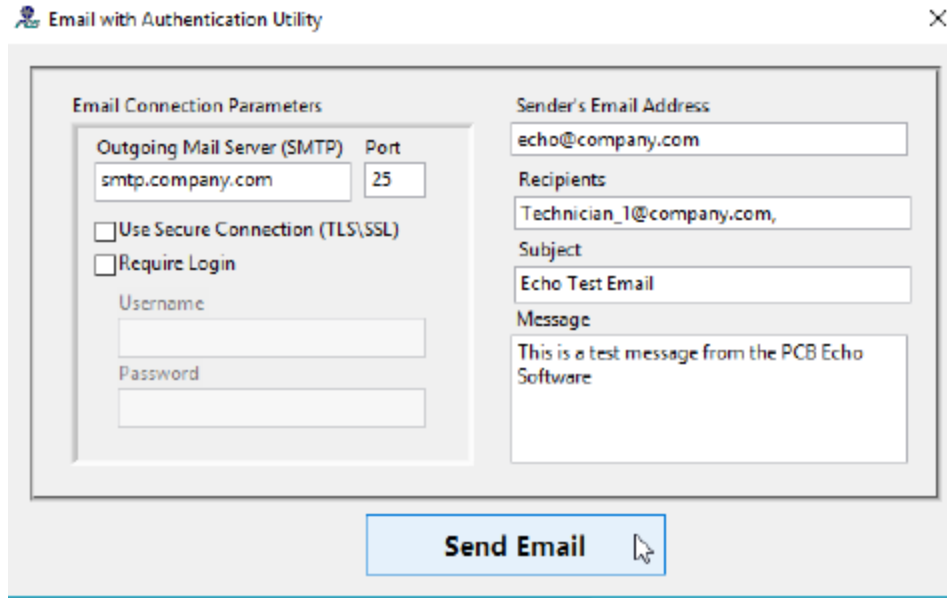 Email with Authentication Utility
Email Connection Parameters
Outgoing Mail Server (SMTP) Port
smtp.company.com 25
Use Secure Connection (TLS\SSL)
Require Login
Username
Password
Sender's Email Address
echo@company.com
Recipients
Technician_1@company.com,
Subject
Echo Test Email
Message
This is a test message from the PCB Echo
Software
Send Email